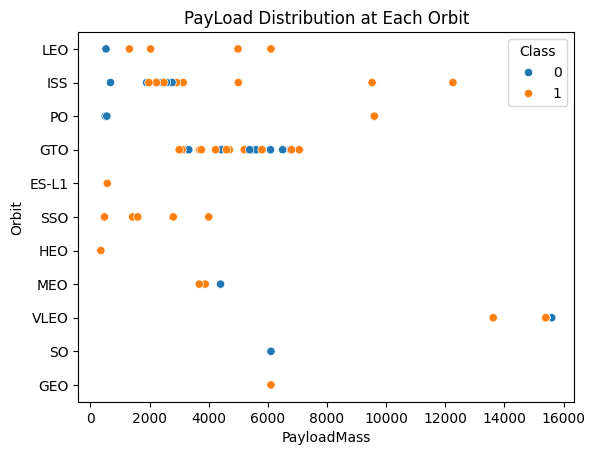 PayLoad Distribution at Each Orbit
Class
0
1
LEO
ISS
PO
GTO
ES-L1
SSO
HEO
MEO
VLEO
SO
GEO
Orbit
0 2000 4000 6000 8000 10000 12000 14000 16000
PayloadMass